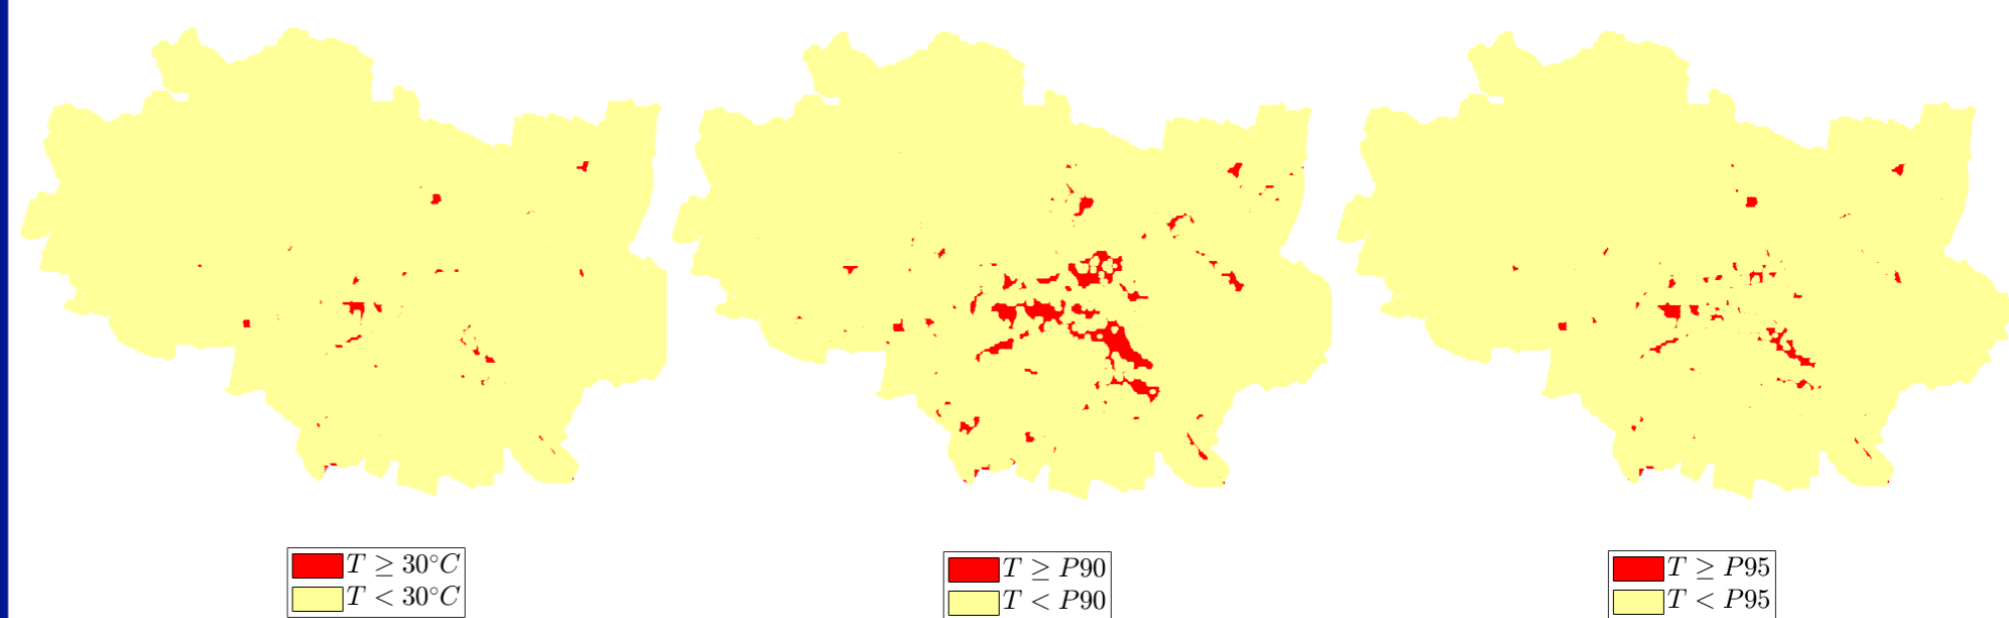 T ≥ 30°C
T < 30°C
T ≥ P90
T < P90
T ≥ P95
T < P95